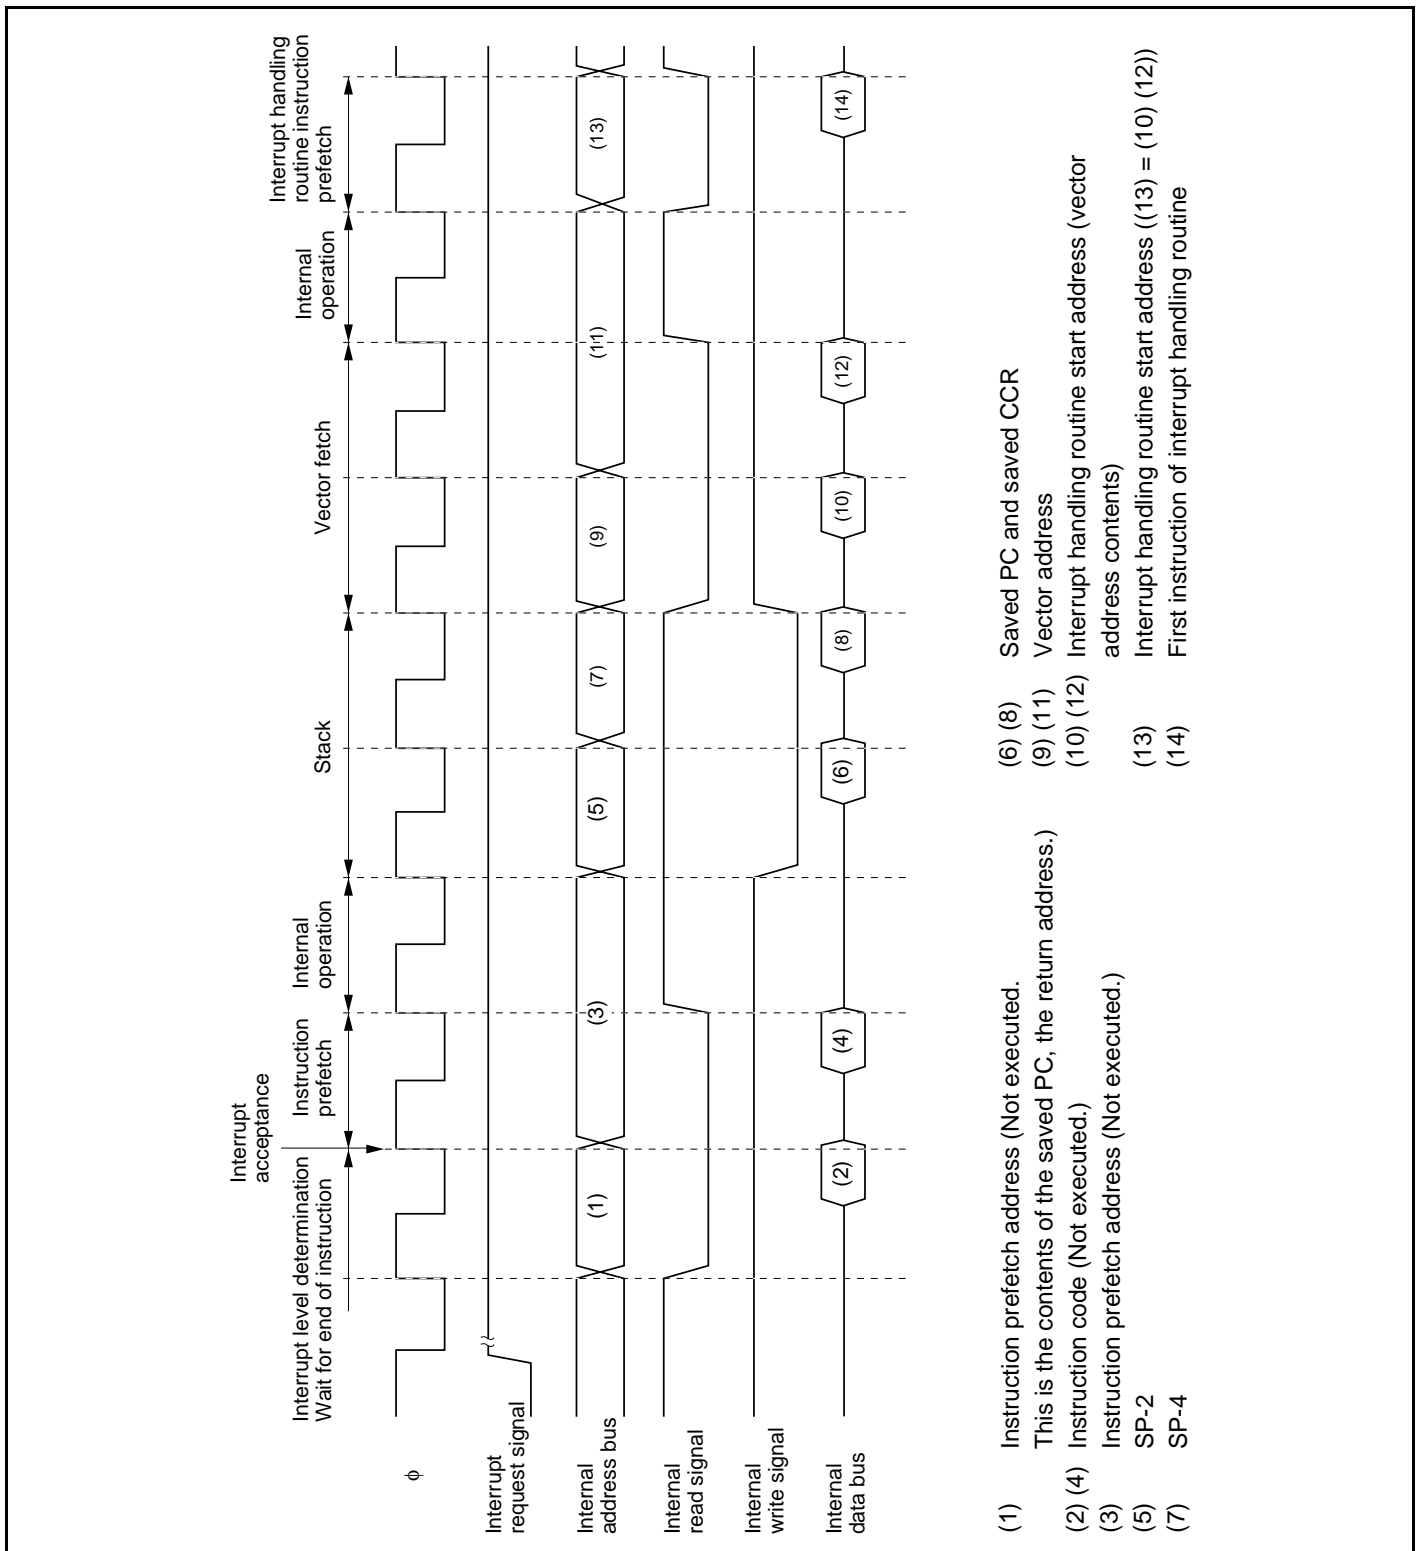 Interrupt level determination
Wait for end of instruction
Interrupt
acceptance
Instruction
prefetch
Internal
operation
Stack
Vector fetch
Internal
operation
Interrupt handling
routine instruction
prefetch
φ
Interrupt
request signal
Internal
address bus
(1)
(3)
(5)
(7)
(9)
(11)
(13)
Internal
read signal
Internal
write signal
Internal
data bus
(2)
(4)
(6)
(8)
(10)
(12)
(14)
(1) Instruction prefetch address (Not executed.
This is the contents of the saved PC, the return address.)
(2) (4) Instruction code (Not executed.)
(3) Instruction prefetch address (Not executed.)
(5) SP-2
(7) SP-4
(6) (8) Saved PC and saved CCR
(9) (11) Vector address
(10) (12) Interrupt handling routine start address (vector
address contents)
(13) Interrupt handling routine start address ((13) = (10) (12))
(14) First instruction of interrupt handling routine